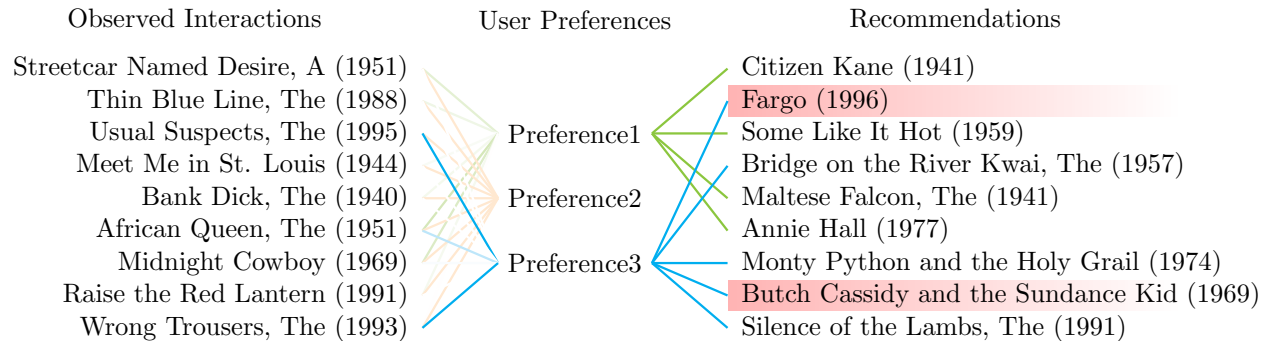 Observed Interactions
User Preferences
Recommendations
Streetcar Named Desire, A (1951)
Thin Blue Line, The (1988)
Usual Suspects, The (1995)
Meet Me in St. Louis (1944)
Bank Dick, The (1940)
African Queen, The (1951)
Midnight Cowboy (1969)
Raise the Red Lantern (1991)
Wrong Trousers, The (1993)
Preference1
Preference2
Preference3
Citizen Kane (1941)
Fargo (1996)
Some Like It Hot (1959)
Bridge on the River Kwai, The (1957)
Maltese Falcon, The (1941)
Annie Hall (1977)
Monty Python and the Holy Grail (1974)
Butch Cassidy and the Sundance Kid (1969)
Silence of the Lambs, The (1991)